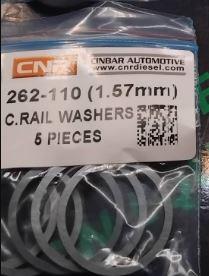 CNR
CINBAR AUTOMOTIVE
www.cnrdiesel.com
262-110 (1.57mm)
C.RAIL WASHERS
5 PIECES